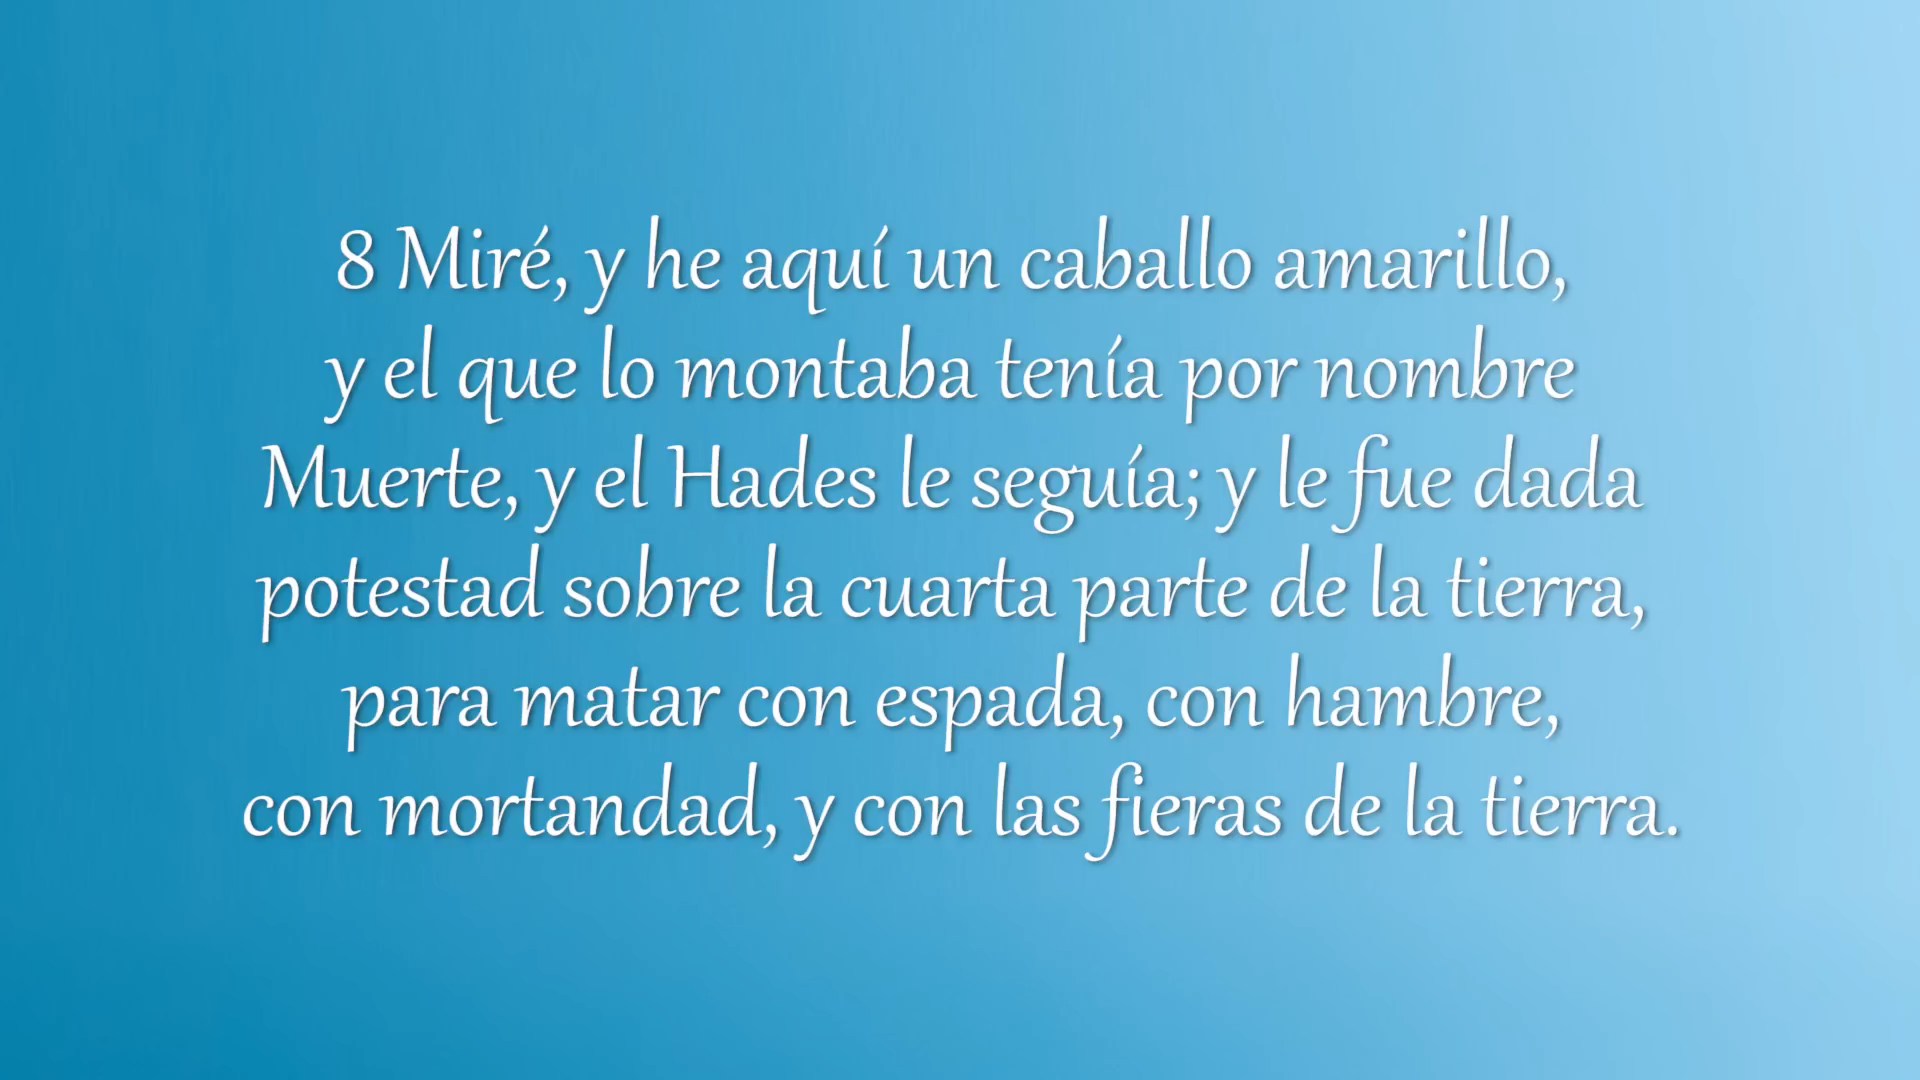 8 Miré, y he aquí un caballo amarillo,
y el que lo montaba tenía por nombre
Muerte, y el Hades le seguía; y le fue dada
potestad sobre la cuarta parte de la tierra,
para matar con espada, con hambre,
con mortandad, y con las fieras de la tierra.